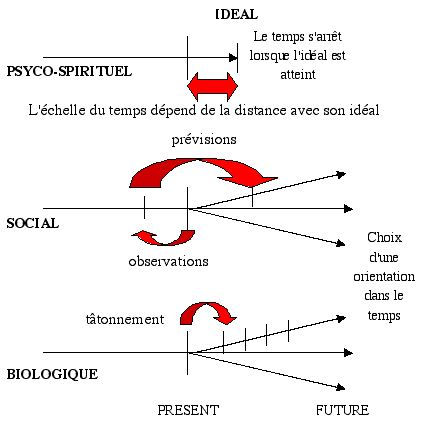 IDEAL
Le temps s'arrêt
lorsque l'idéal est
atteint
PSYCO-SPIRITUEL
L'échelle du temps dépend de la distance avec son idéal
prévisions
SOCIAL
observations
Choix
d'une
orientation
dans le
temps
tâtonnement
BIOLOGIQUE
PRESENT
FUTURE